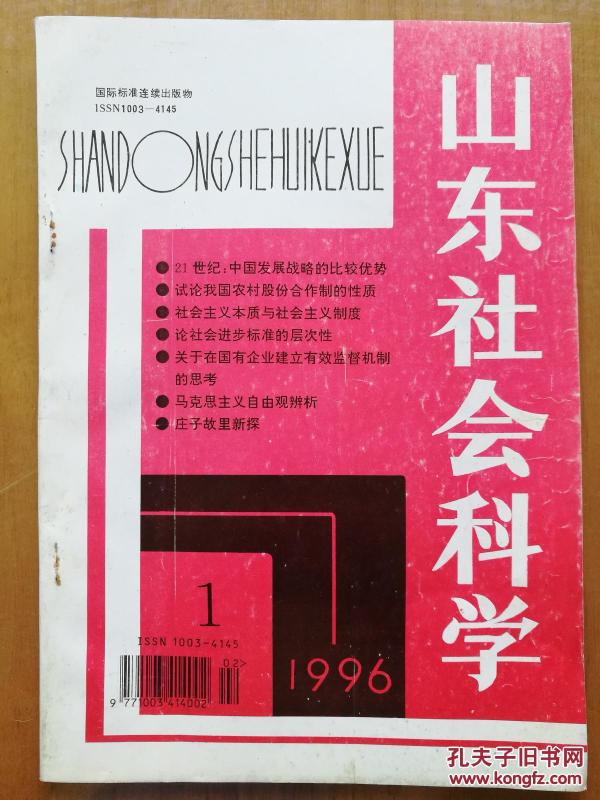 国际标准连续出版物
ISSN1003-4145
SHANDONGSHEHUIKEXUE
山东社会科学
● 21世纪:中国发展战略的比较优势
● 试论我国农村股份合作制的性质
● 社会主义本质与社会主义制度
● 论社会进步标准的层次性
● 关于在国有企业建立有效监督机制
的思考
● 马克思主义自由观辨析
● 庄子故里新探
1
ISSN 1003-4145
02>
9 771003 414002
1996
孔夫子旧书网
www.kongfz.com